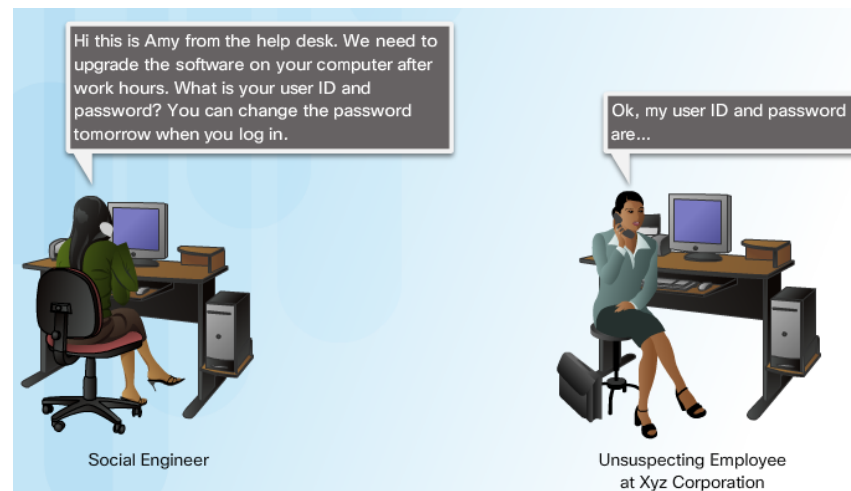 Hi this is Amy from the help desk. We need to
upgrade the software on your computer after
work hours. What is your user ID and
password? You can change the password
tomorrow when you log in.
Ok, my user ID and password
are...
Social Engineer
Unsuspecting Employee
at Xyz Corporation